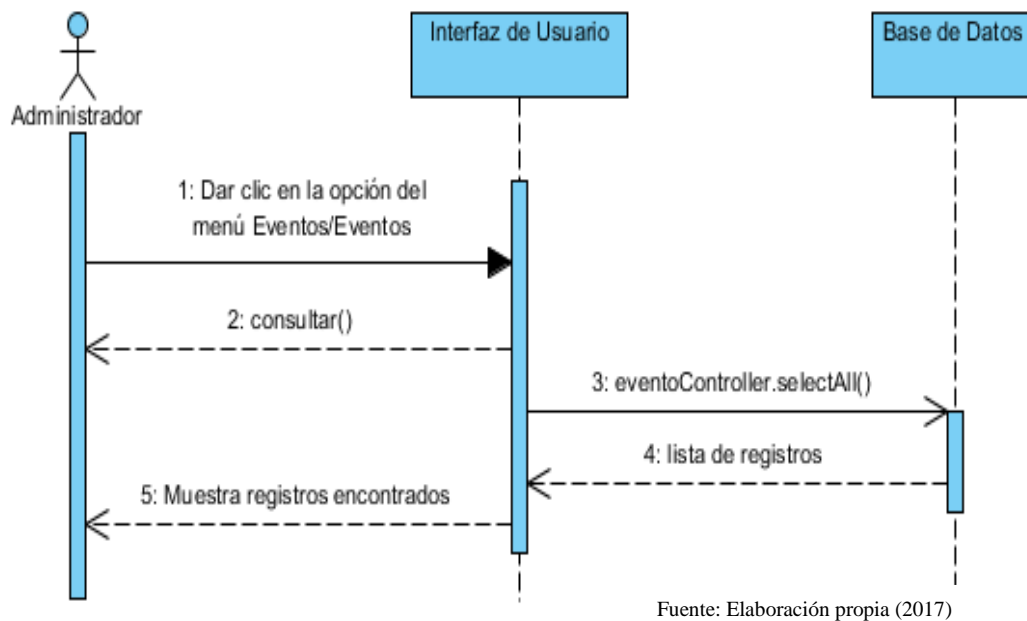 Interfaz de Usuario
Base de Datos
Administrador
1: Dar clic en la opción del
menú Eventos/Eventos
2: consultar()
3: eventoController.selectAll()
4: lista de registros
5: Muestra registros encontrados
Fuente: Elaboración propia (2017)